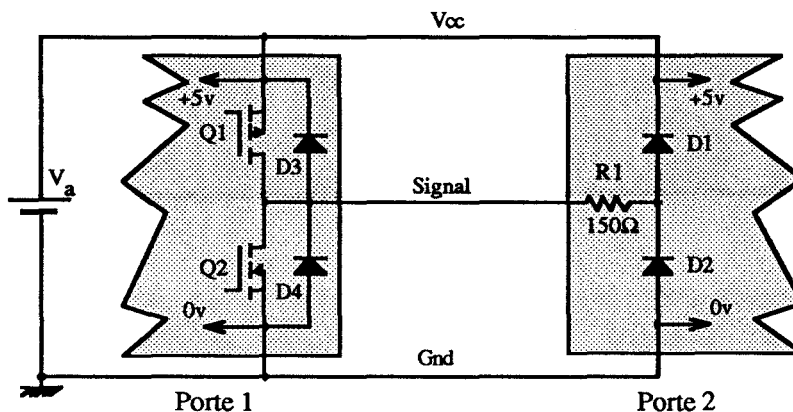 Vcc
+5v
+5v
Q1
D1
D3
R1
Va
Signal
150Ω
Q2
D2
D4
0v
0v
Gnd
Porte 1
Porte 2